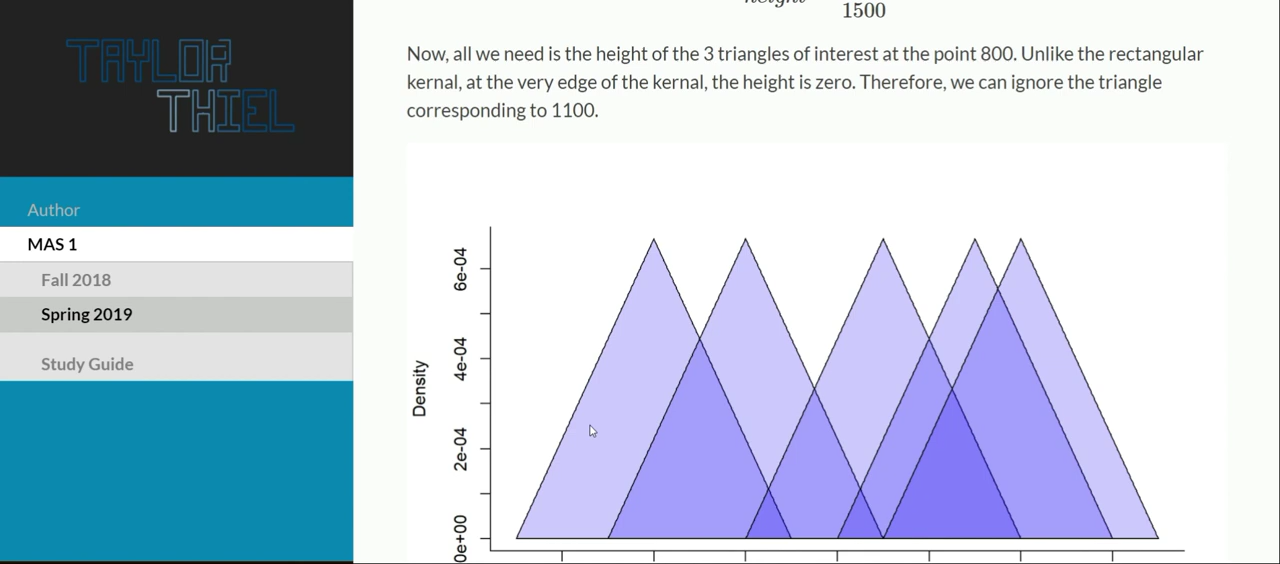 TAYLOR
THIEL
Author
MAS 1
Fall 2018
Spring 2019
Study Guide
1500
Now, all we need is the height of the 3 triangles of interest at the point 800. Unlike the rectangular
kernal, at the very edge of the kernal, the height is zero. Therefore, we can ignore the triangle
corresponding to 1100.
Density
6e-04
4e-04
2e-04
0e+00